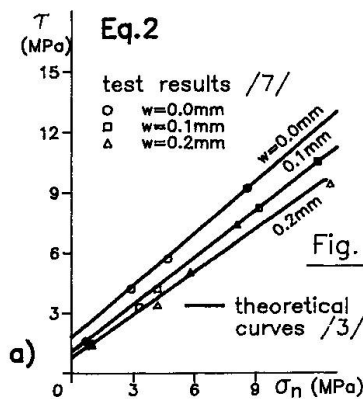 τ
(MPa)
Eq.2
15
test results /7/
w=0.0mm
w=0.1mm
w=0.2mm
12
w=0.0mm
0.1mm
9
0.2mm
6
Fig.
3
theoretical
curves /3/
a)
0 3 6 9 σn (MPa)